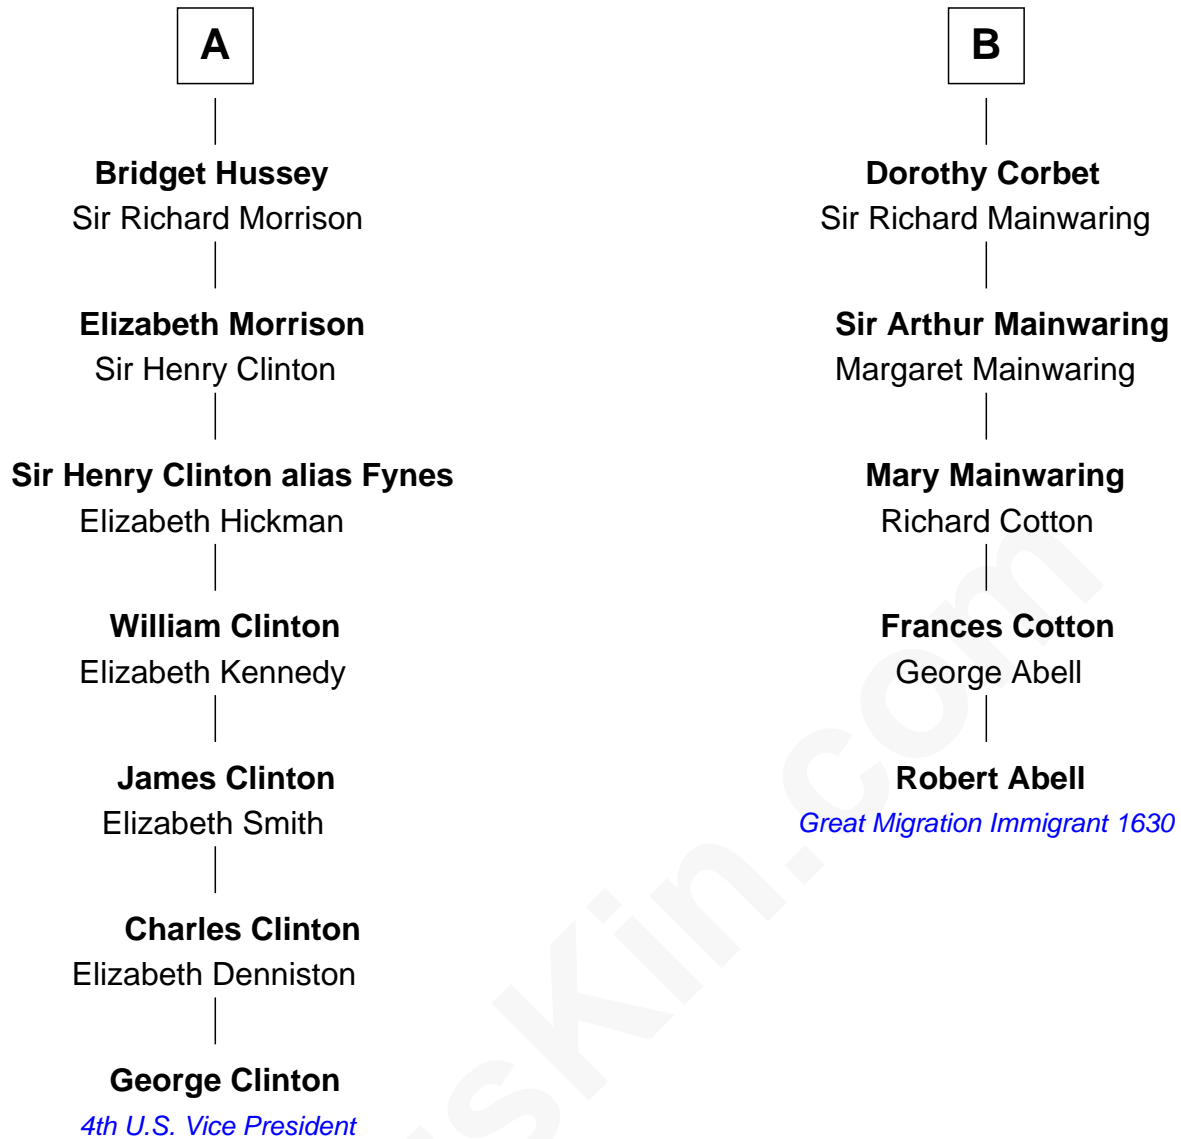 A
Bridget Hussey
Sir Richard Morrison
Elizabeth Morrison
Sir Henry Clinton
Sir Henry Clinton alias Fynes
Elizabeth Hickman
William Clinton
Elizabeth Kennedy
James Clinton
Elizabeth Smith
Charles Clinton
Elizabeth Denniston
George Clinton
4th U.S. Vice President
B
Dorothy Corbet
Sir Richard Mainwaring
Sir Arthur Mainwaring
Margaret Mainwaring
Mary Mainwaring
Richard Cotton
Frances Cotton
George Abell
Robert Abell
Great Migration Immigrant 1630